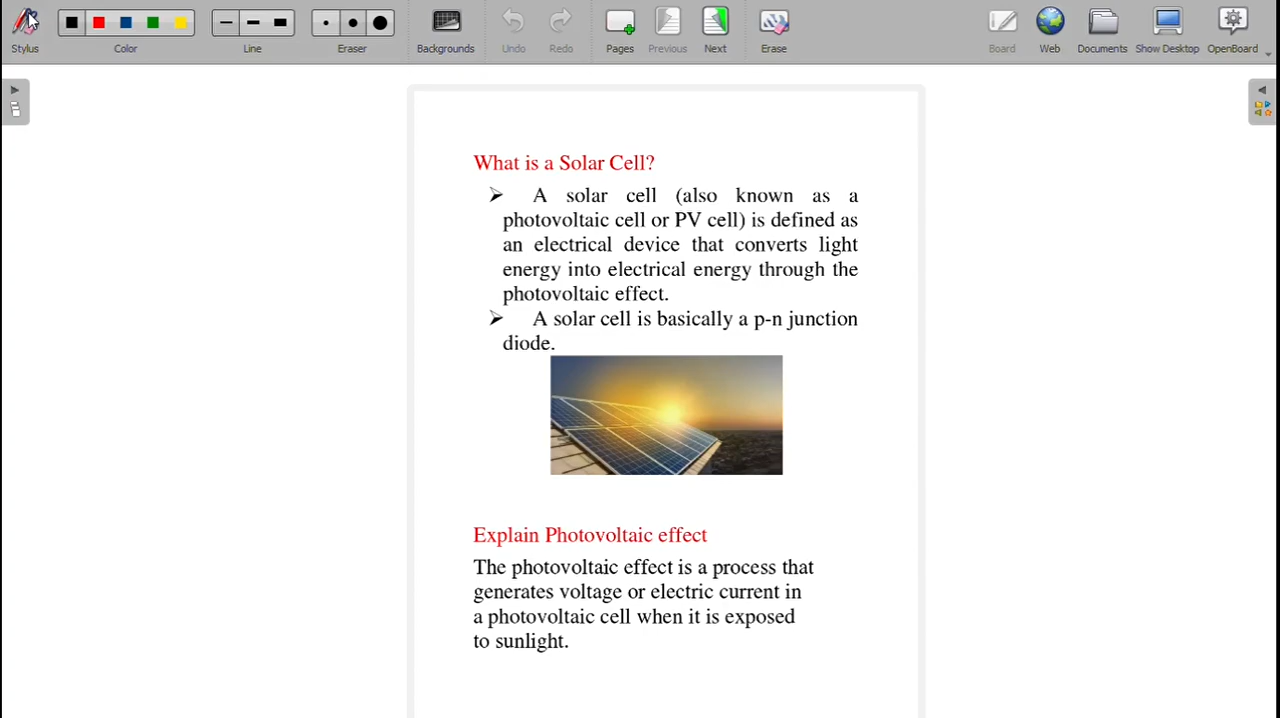 Stylus Color Line Eraser Backgrounds Undo Redo Pages Previous Next Erase Board Web Documents Show Desktop OpenBoard
What is a Solar Cell?
A solar cell (also known as a
photovoltaic cell or PV cell) is defined as
an electrical device that converts light
energy into electrical energy through the
photovoltaic effect.
A solar cell is basically a p-n junction
diode.
Explain Photovoltaic effect
The photovoltaic effect is a process that
generates voltage or electric current in
a photovoltaic cell when it is exposed
to sunlight.